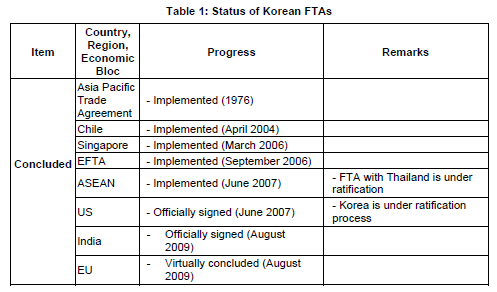 Table 1: Status of Korean FTAs
Item
Country,
Region,
Economic
Bloc
Progress
Remarks
Concluded
Asia Pacific
Trade
Agreement
- Implemented (1976)
Chile
- Implemented (April 2004)
Singapore
- Implemented (March 2006)
EFTA
- Implemented (September 2006)
ASEAN
- Implemented (June 2007)
- FTA with Thailand is under
ratification
US
- Officially signed (June 2007)
- Korea is under ratification
process
India
- Officially signed (August
2009)
EU
- Virtually concluded (August
2009)